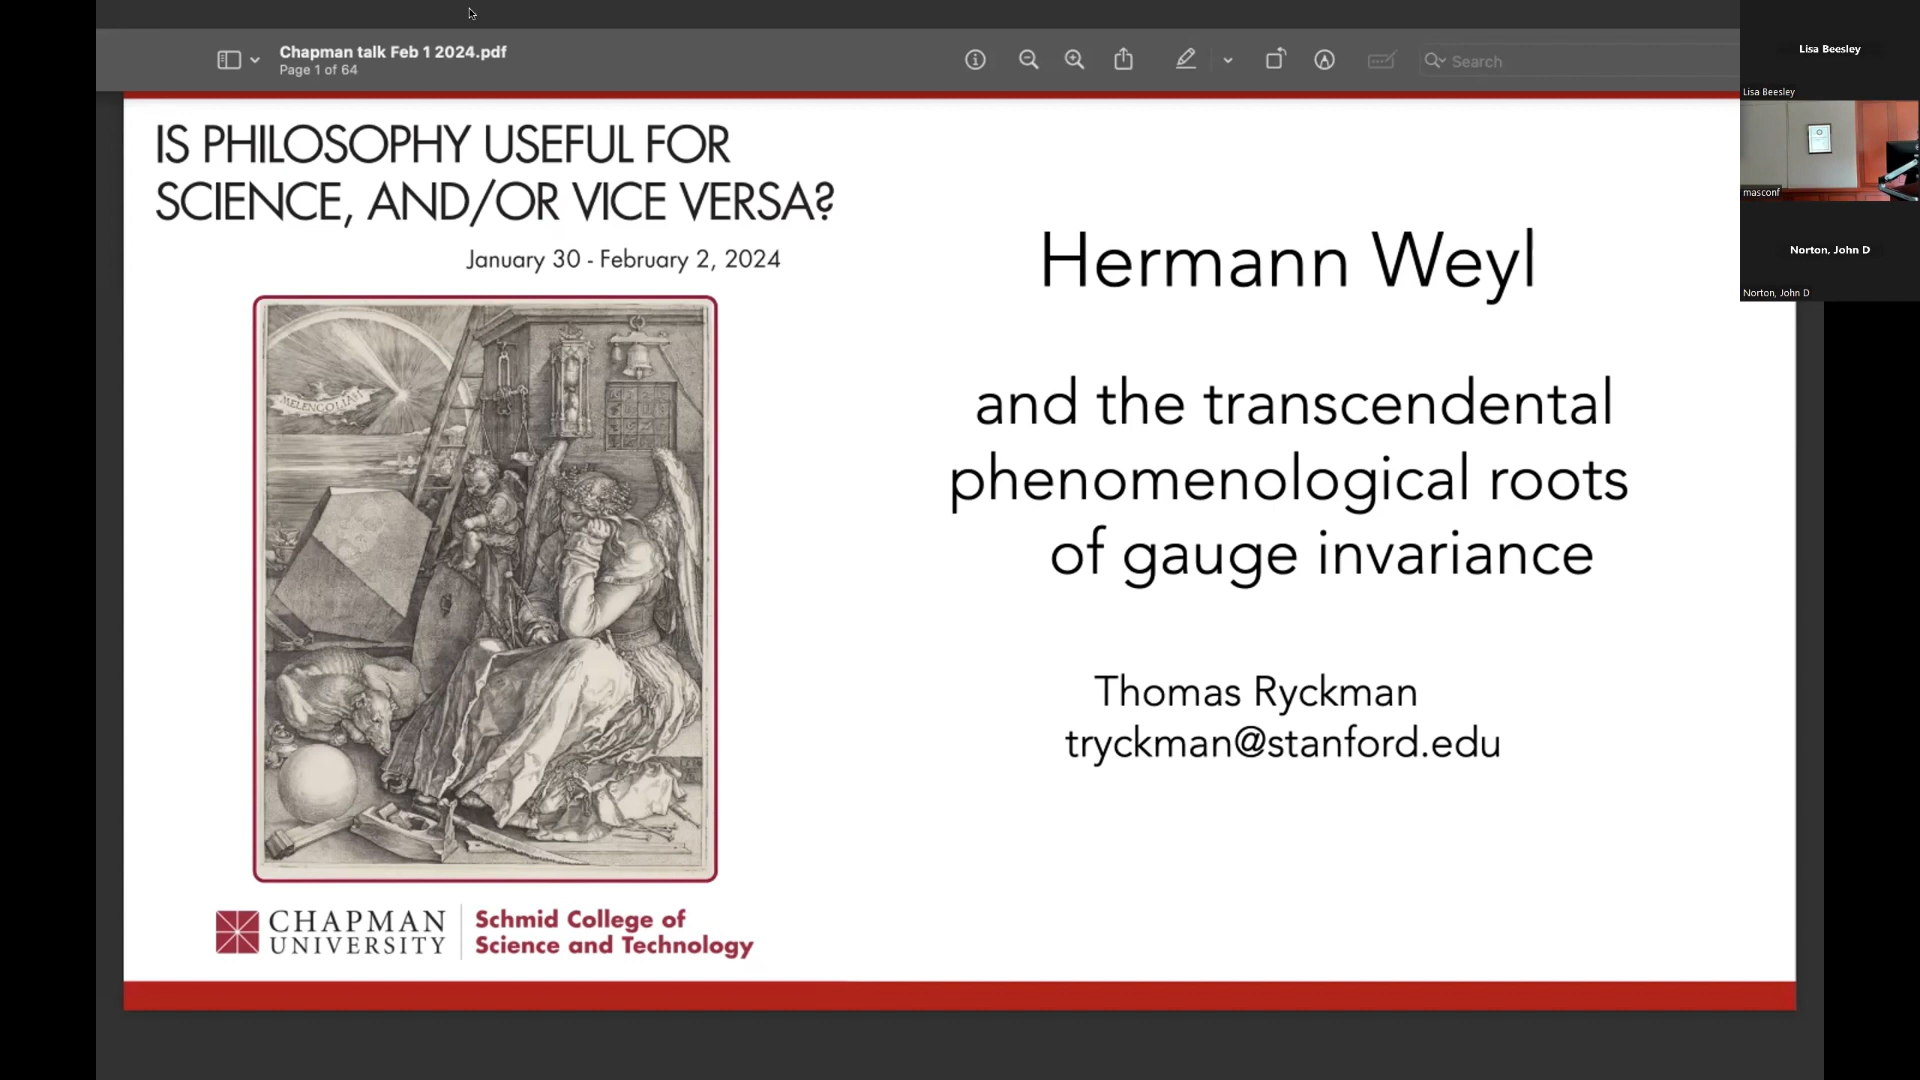 Chapman talk Feb 1 2024.pdf
Page 1 of 64
Search
Lisa Beesley
Lisa Beesley
masconf
Norton, John D
Norton, John D
IS PHILOSOPHY USEFUL FOR
SCIENCE, AND/OR VICE VERSA?
January 30 - February 2, 2024
MELENCOLIA I
Hermann Weyl
and the transcendental
phenomenological roots
of gauge invariance
Thomas Ryckman
tryckman@stanford.edu
CHAPMAN
UNIVERSITY
Schmid College of
Science and Technology